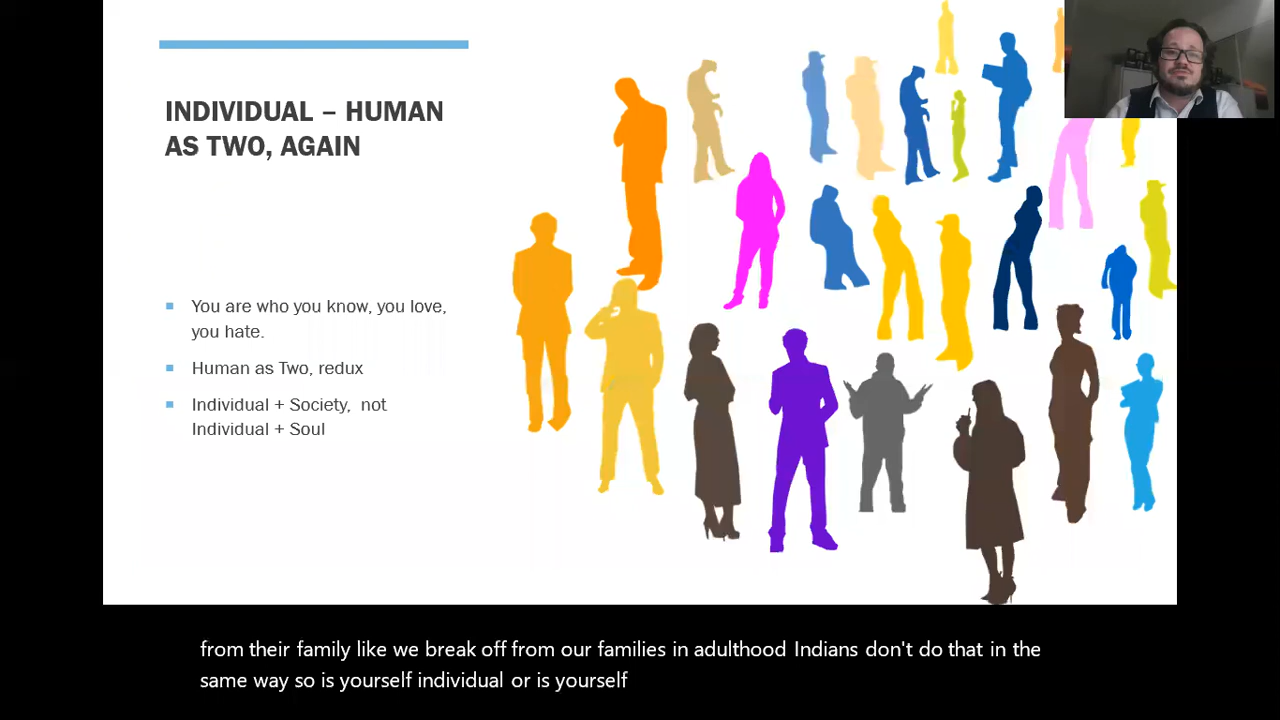 INDIVIDUAL – HUMAN
AS TWO, AGAIN
You are who you know, you love,
you hate.
Human as Two, redux
Individual + Society,  not
Individual + Soul
from their family like we break off from our families in adulthood Indians don't do that in the
same way so is yourself individual or is yourself